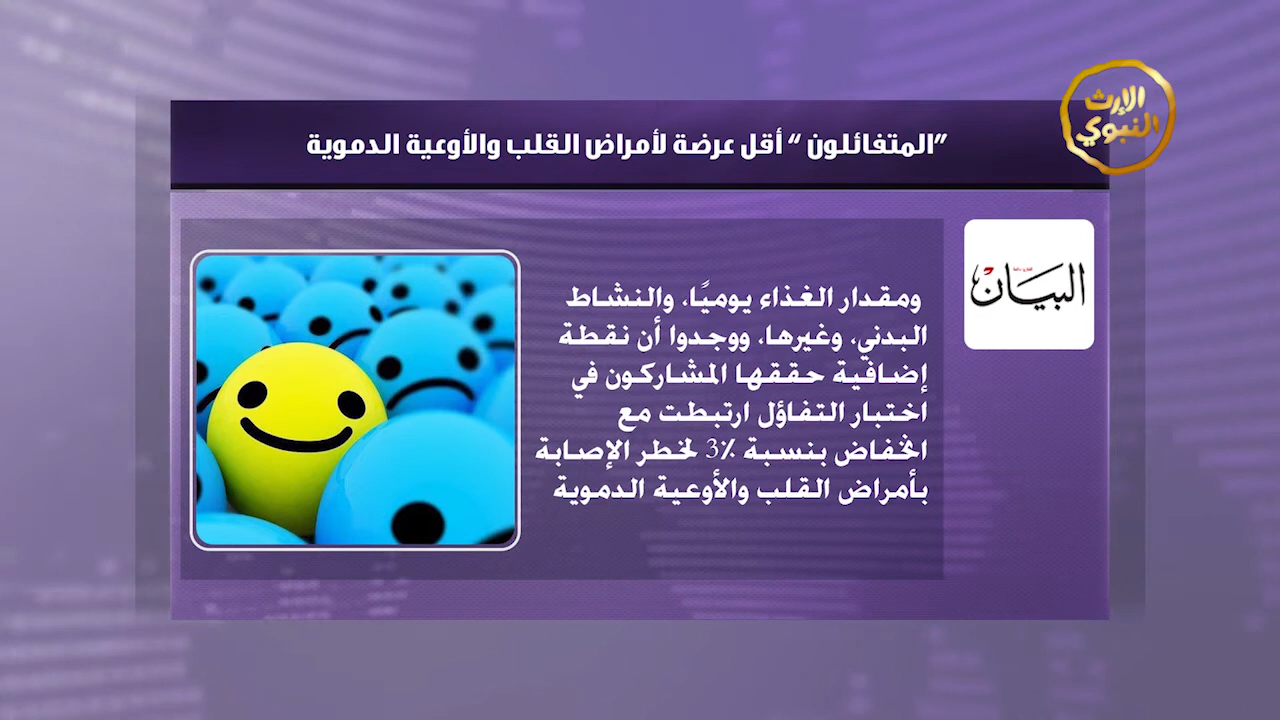 الإرث
النبوي
"المتفائلون " أقل عرضة لأمراض القلب والأوعية الدموية
البيان
ومقدار الغذاء يوميًا، والنشاط
البدني، وغيرها، ووجدوا أن نقطة
إضافية حققها المشاركون في
اختبار التفاؤل ارتبطت مع
انخفاض بنسبة 3٪ لخطر الإصابة
بأمراض القلب والأوعية الدموية